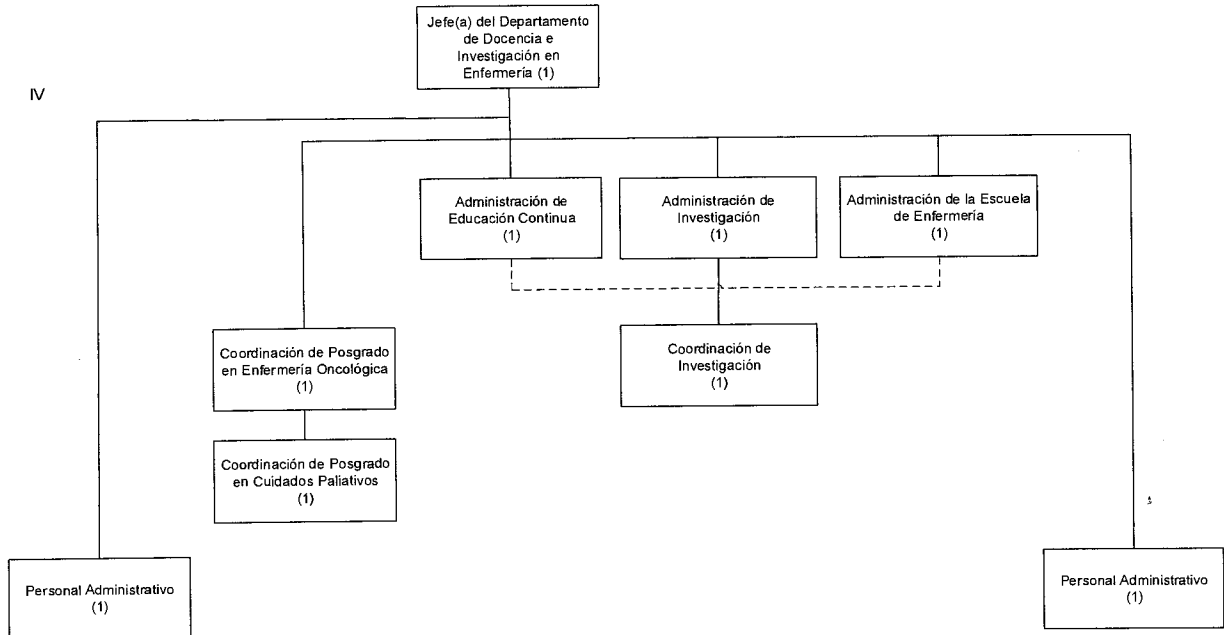 Jefe(a) del Departamento
de Docencia e
Investigación en
Enfermería (1)
IV
Administración de
Educación Continua
(1)
Administración de
Investigación
(1)
Administración de la Escuela
de Enfermería
(1)
Coordinación de Posgrado
en Enfermería Oncológica
(1)
Coordinación de
Investigación
(1)
Coordinación de Posgrado
en Cuidados Paliativos
(1)
Personal Administrativo
(1)
Personal Administrativo
(1)